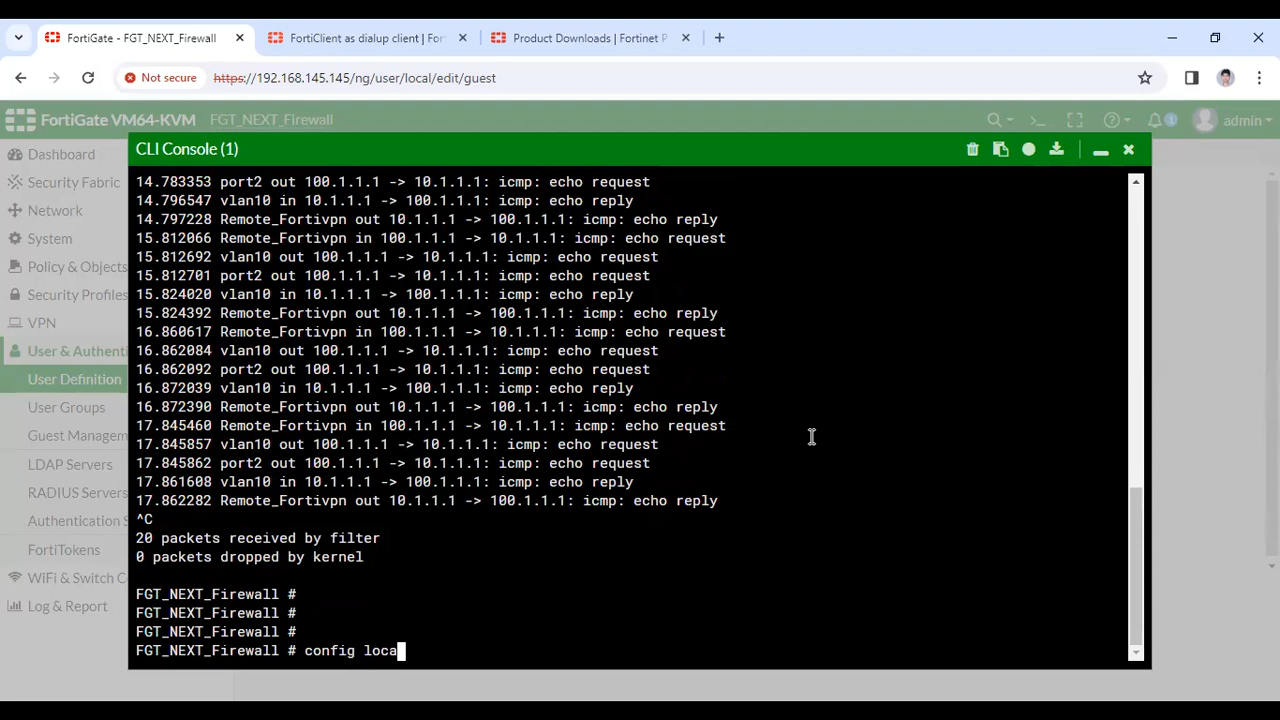 FortiGate - FGT_NEXT_Firewall
FortiClient as dialup client | For
Product Downloads | Fortinet P
Not secure
https://192.168.145.145/ng/user/local/edit/guest
FortiGate VM64-KVM
FGT_NEXT_Firewall
1
admin
CLI Console (1)
Dashboard
Security Fabric
Network
System
Policy & Objects
Security Profiles
VPN
User & Authenti
User Definition
User Groups
Guest Managem
LDAP Servers
RADIUS Servers
Authentication S
FortiTokens
WiFi & Switch Co
Log & Report
14.783353 port2 out 100.1.1.1 -> 10.1.1.1: icmp: echo request
14.796547 vlan10 in 10.1.1.1 -> 100.1.1.1: icmp: echo reply
14.797228 Remote_Fortivpn out 10.1.1.1 -> 100.1.1.1: icmp: echo reply
15.812066 Remote_Fortivpn in 100.1.1.1 -> 10.1.1.1: icmp: echo request
15.812692 vlan10 out 100.1.1.1 -> 10.1.1.1: icmp: echo request
15.812701 port2 out 100.1.1.1 -> 10.1.1.1: icmp: echo request
15.824020 vlan10 in 10.1.1.1 -> 100.1.1.1: icmp: echo reply
15.824392 Remote_Fortivpn out 10.1.1.1 -> 100.1.1.1: icmp: echo reply
16.860617 Remote_Fortivpn in 100.1.1.1 -> 10.1.1.1: icmp: echo request
16.862084 vlan10 out 100.1.1.1 -> 10.1.1.1: icmp: echo request
16.862092 port2 out 100.1.1.1 -> 10.1.1.1: icmp: echo request
16.872039 vlan10 in 10.1.1.1 -> 100.1.1.1: icmp: echo reply
16.872390 Remote_Fortivpn out 10.1.1.1 -> 100.1.1.1: icmp: echo reply
17.845460 Remote_Fortivpn in 100.1.1.1 -> 10.1.1.1: icmp: echo request
17.845857 vlan10 out 100.1.1.1 -> 10.1.1.1: icmp: echo request
17.845862 port2 out 100.1.1.1 -> 10.1.1.1: icmp: echo request
17.861608 vlan10 in 10.1.1.1 -> 100.1.1.1: icmp: echo reply
17.862282 Remote_Fortivpn out 10.1.1.1 -> 100.1.1.1: icmp: echo reply
^C
20 packets received by filter
0 packets dropped by kernel
FGT_NEXT_Firewall #
FGT_NEXT_Firewall #
FGT_NEXT_Firewall #
FGT_NEXT_Firewall # config loca